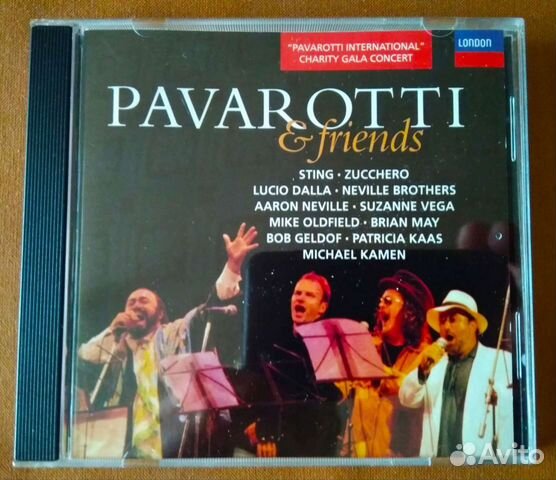 "PAVAROTTI INTERNATIONAL"
CHARITY GALA CONCERT
LONDON
PAVAROTTI
& friends
STING · ZUCCHERO
LUCIO DALLA · NEVILLE BROTHERS
AARON NEVILLE · SUZANNE VEGA
MIKE OLDFIELD · BRIAN MAY
BOB GELDOF · PATRICIA KAAS
MICHAEL KAMEN
Avito